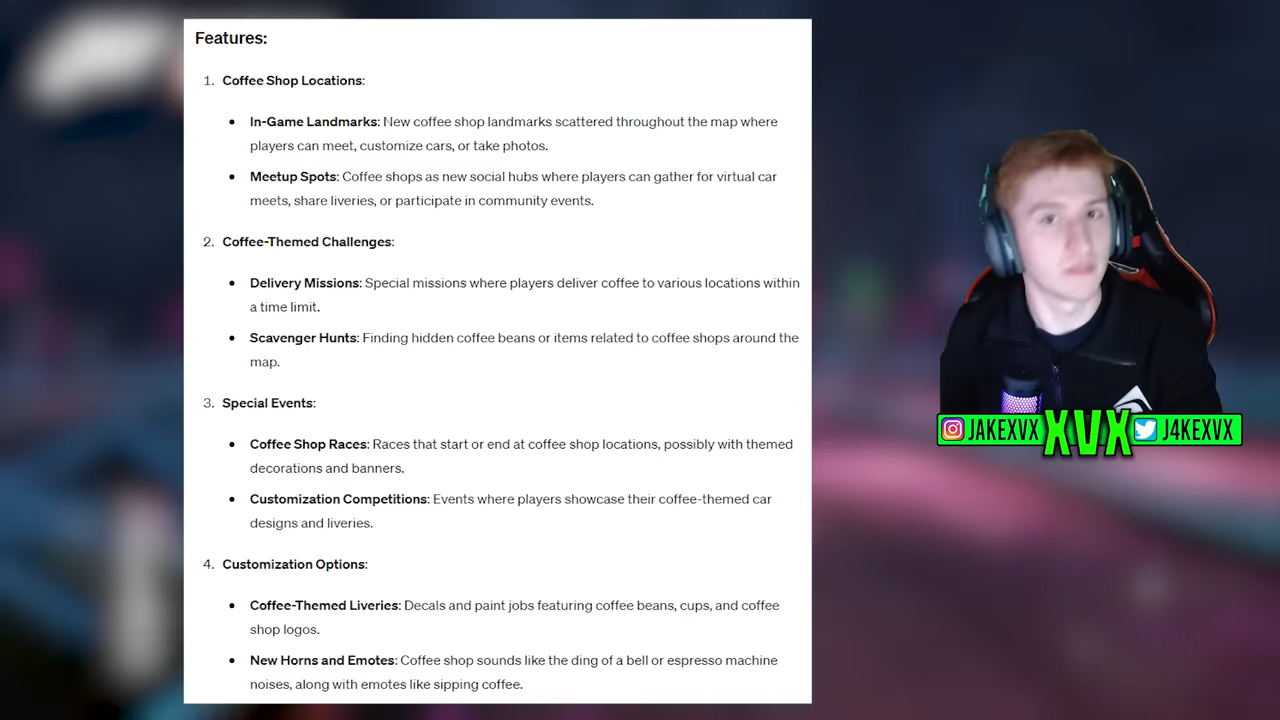 Features:
1. Coffee Shop Locations:
• In-Game Landmarks: New coffee shop landmarks scattered throughout the map where
players can meet, customize cars, or take photos.
• Meetup Spots: Coffee shops as new social hubs where players can gather for virtual car
meets, share liveries, or participate in community events.
2. Coffee-Themed Challenges:
• Delivery Missions: Special missions where players deliver coffee to various locations within
a time limit.
• Scavenger Hunts: Finding hidden coffee beans or items related to coffee shops around the
map.
3. Special Events:
• Coffee Shop Races: Races that start or end at coffee shop locations, possibly with themed
decorations and banners.
• Customization Competitions: Events where players showcase their coffee-themed car
designs and liveries.
4. Customization Options:
• Coffee-Themed Liveries: Decals and paint jobs featuring coffee beans, cups, and coffee
shop logos.
• New Horns and Emotes: Coffee shop sounds like the ding of a bell or espresso machine
noises, along with emotes like sipping coffee.
JAKEXVX XVX J4KEXVX